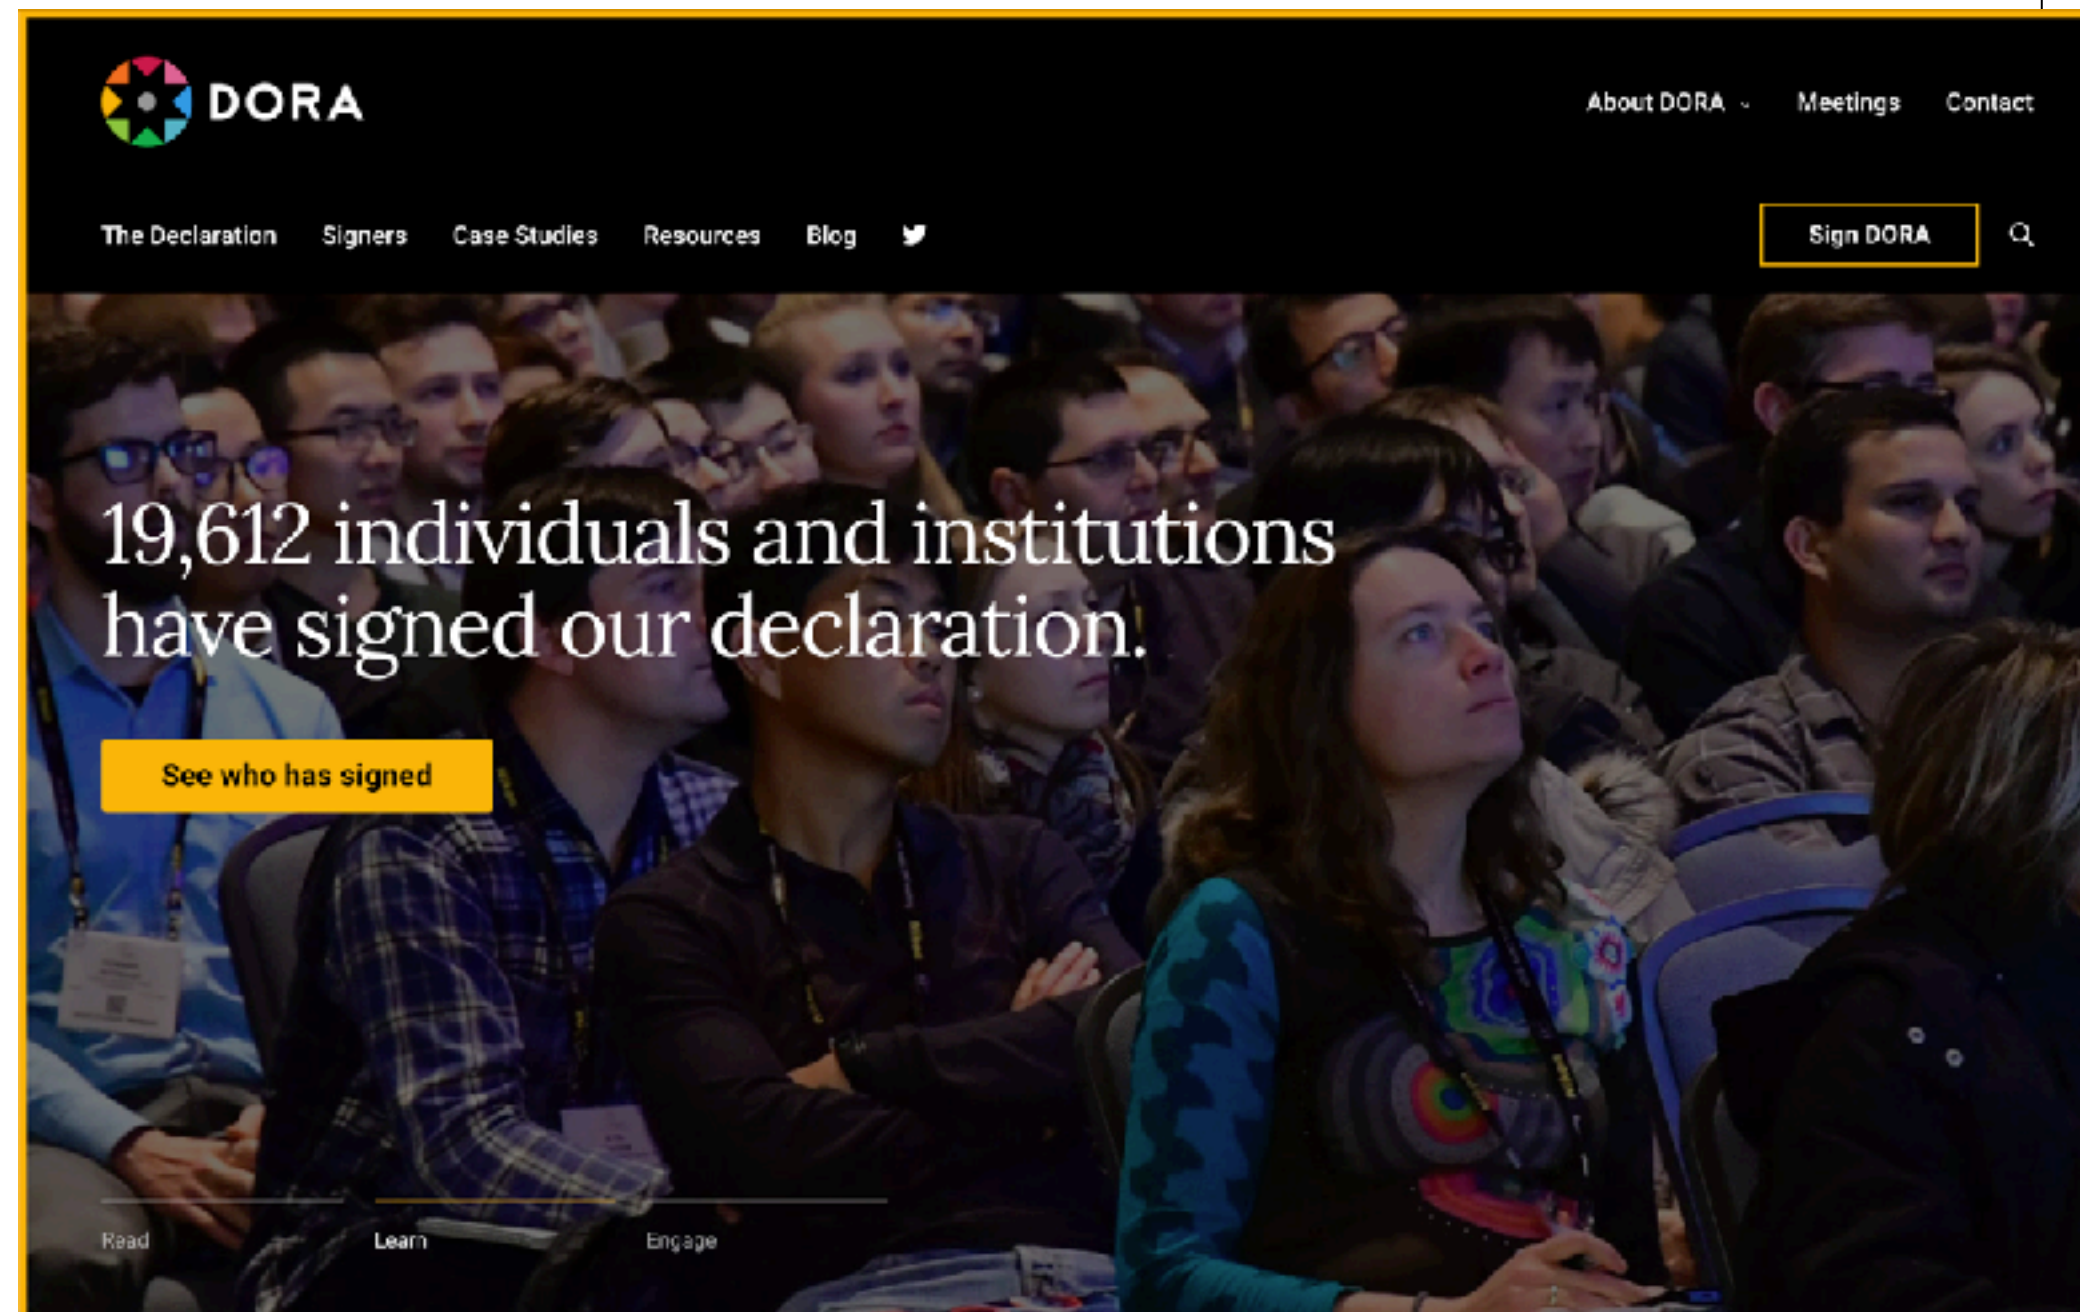 DORA
About DORA
Meetings
Contact
The Declaration
Signers
Case Studies
Resources
Blog
Sign DORA
19,612 individuals and institutions
have signed our declaration.
See who has signed
Read
Learn
Engage